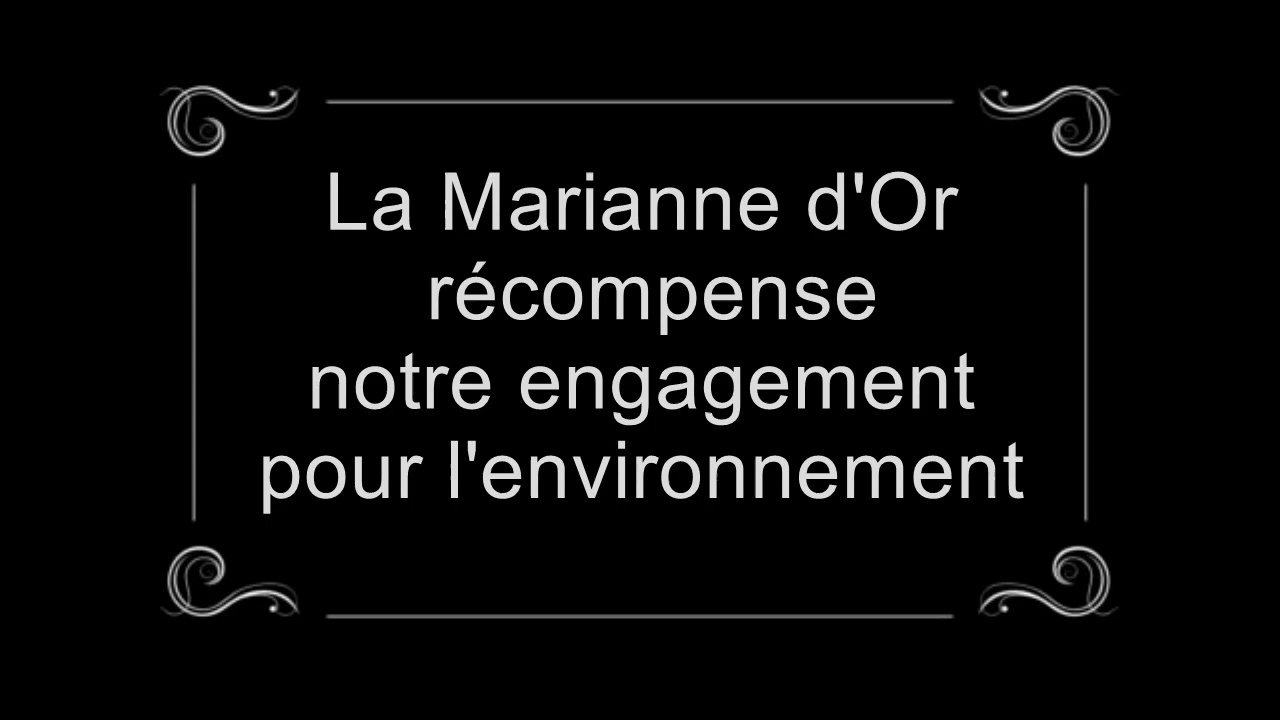 La Marianne d'Or
récompense
notre engagement
pour l'environnement